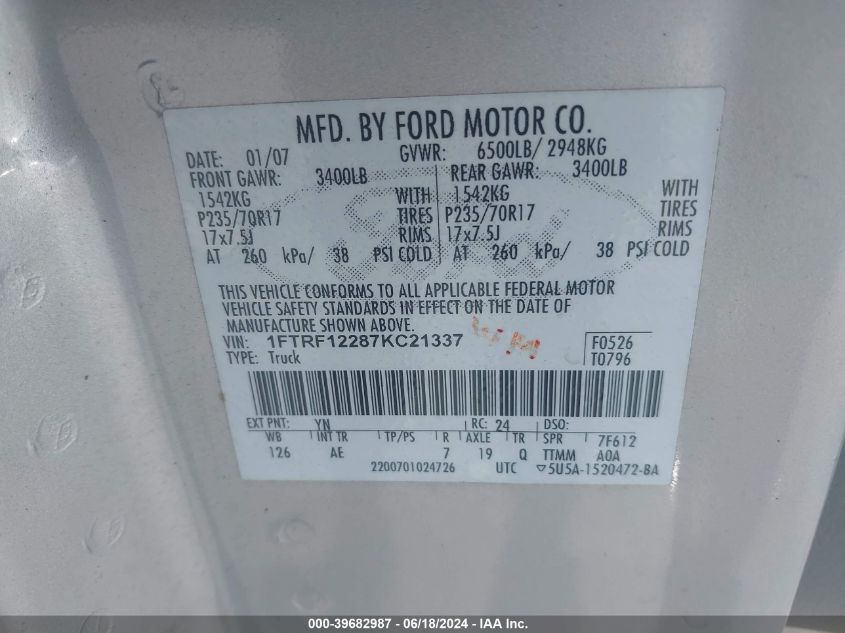 MFD. BY FORD MOTOR CO.
DATE: 01/07 GVWR: 6500LB/ 2948KG
FRONT GAWR: 3400LB REAR GAWR: 3400LB
1542KG WITH 1542KG WITH
P235/70R17 TIRES P235/70R17 TIRES
17x7.5J RIMS 17x7.5J RIMS
AT 260 kPa/ 38 PSI COLD AT 260 kPa/ 38 PSI COLD
THIS VEHICLE CONFORMS TO ALL APPLICABLE FEDERAL MOTOR
VEHICLE SAFETY STANDARDS IN EFFECT ON THE DATE OF
MANUFACTURE SHOWN ABOVE.
VIN: 1FTRF12287KC21337 F0526
TYPE: Truck T0796
EXT PNT: YN RC: 24 DSO:
WB INT TR TP/PS R AXLE TR SPR 7F612
126 AE 7 19 Q TTMM A0A
2200701024726 UTC ▽5U5A-1520472-BA
000-39682987 - 06/18/2024 - IAAI, Inc.